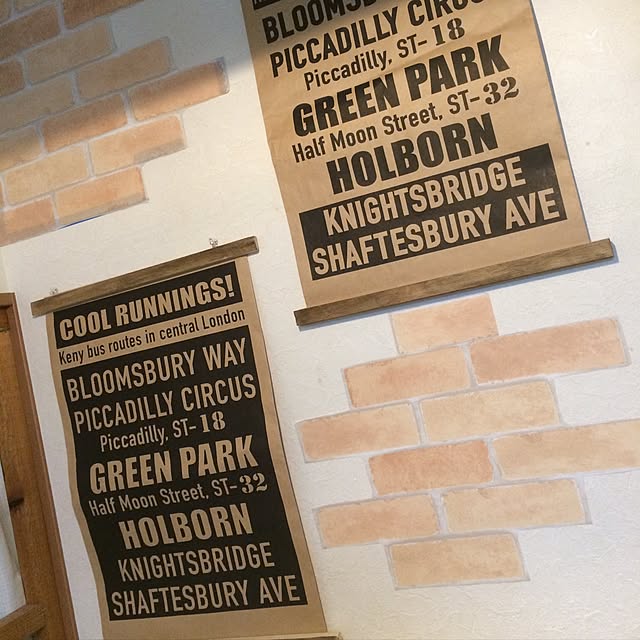 COOL RUNNINGS!
Keny bus routes in central London
BLOOMSBURY WAY
PICCADILLY CIRCUS
Piccadilly, ST-18
GREEN PARK
Half Moon Street, ST-32
HOLBORN
KNIGHTSBRIDGE
SHAFTESBURY AVE
PICCADILLY CIRCUS
Piccadilly, ST-18
GREEN PARK
Half Moon Street, ST-32
HOLBORN
KNIGHTSBRIDGE
SHAFTESBURY AVE